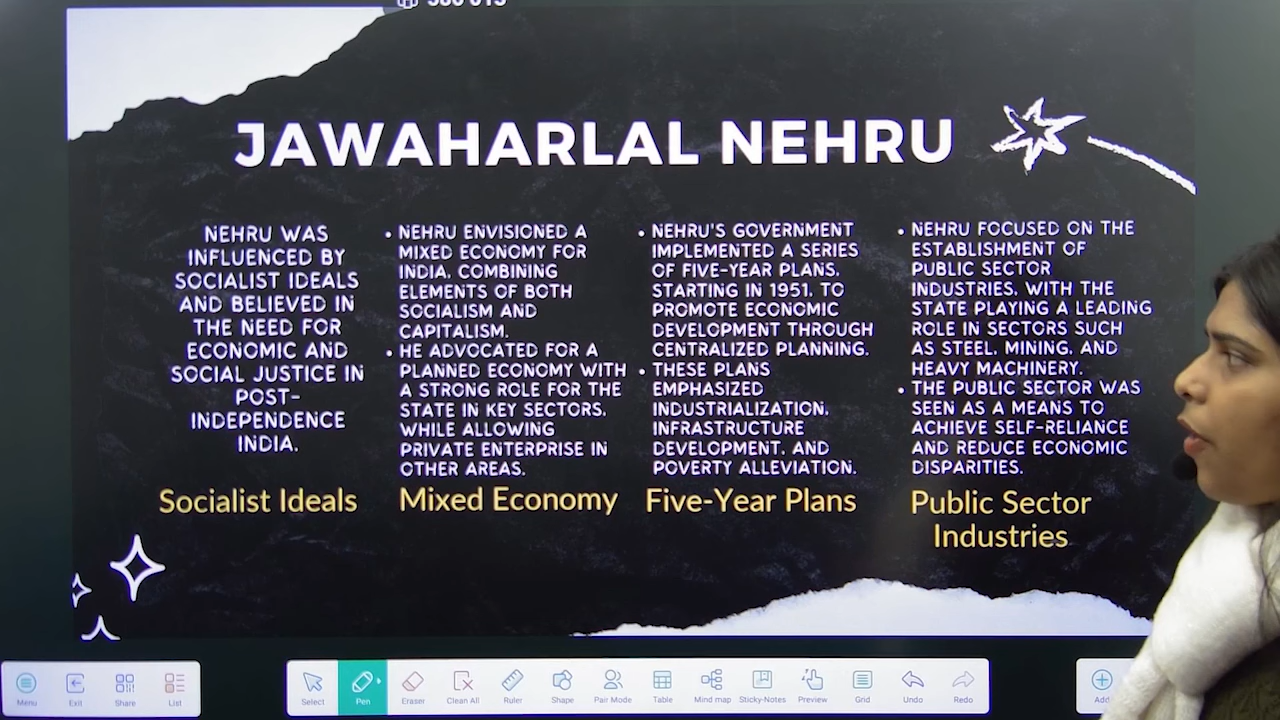 JAWAHARLAL NEHRU
NEHRU WAS
INFLUENCED BY
SOCIALIST IDEALS
AND BELIEVED IN
THE NEED FOR
ECONOMIC AND
SOCIAL JUSTICE IN
POST-
INDEPENDENCE
INDIA.
Socialist Ideals
• NEHRU ENVISIONED A
MIXED ECONOMY FOR
INDIA, COMBINING
ELEMENTS OF BOTH
SOCIALISM AND
CAPITALISM.
• HE ADVOCATED FOR A
PLANNED ECONOMY WITH
A STRONG ROLE FOR THE
STATE IN KEY SECTORS,
WHILE ALLOWING
PRIVATE ENTERPRISE IN
OTHER AREAS.
Mixed Economy
• NEHRU'S GOVERNMENT
IMPLEMENTED A SERIES
OF FIVE-YEAR PLANS,
STARTING IN 1951, TO
PROMOTE ECONOMIC
DEVELOPMENT THROUGH
CENTRALIZED PLANNING.
• THESE PLANS
EMPHASIZED
INDUSTRIALIZATION,
INFRASTRUCTURE
DEVELOPMENT, AND
POVERTY ALLEVIATION.
Five-Year Plans
• NEHRU FOCUSED ON THE
ESTABLISHMENT OF
PUBLIC SECTOR
INDUSTRIES, WITH THE
STATE PLAYING A LEADING
ROLE IN SECTORS SUCH
AS STEEL, MINING, AND
HEAVY MACHINERY.
• THE PUBLIC SECTOR WAS
SEEN AS A MEANS TO
ACHIEVE SELF-RELIANCE
AND REDUCE ECONOMIC
DISPARITIES.
Public Sector
Industries
Menu Exit Share List
Select Pen Eraser Clean All Ruler Shape Pair Mode Table Mind map Sticky-Notes Preview Grid Undo Redo
Add